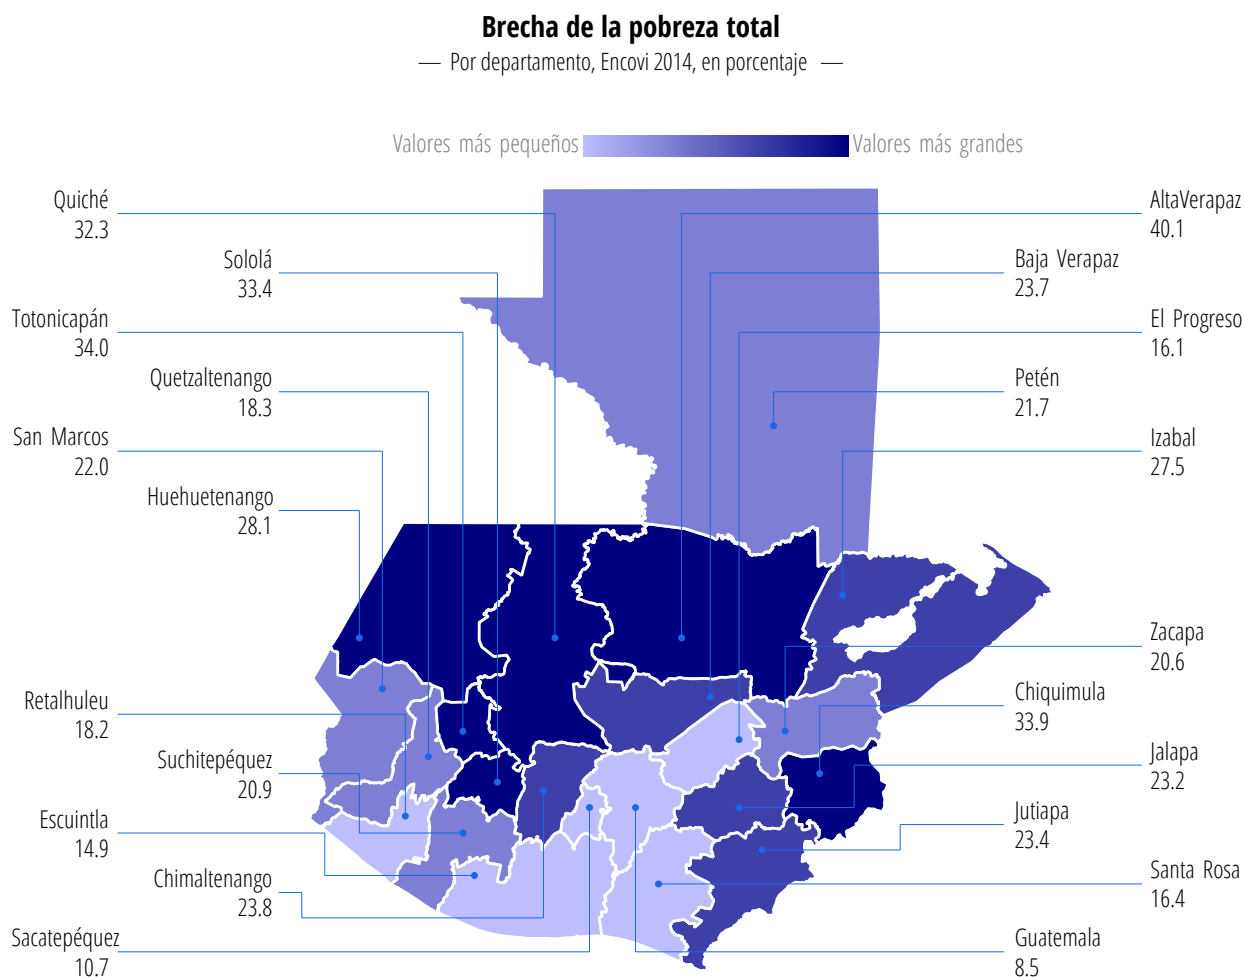 Brecha de la pobreza total
— Por departamento, Encovi 2014, en porcentaje —
Valores más pequeños
Valores más grandes
Quiché
32.3
Sololá
33.4
Totonicapán
34.0
Quetzaltenango
18.3
San Marcos
22.0
Huehuetenango
28.1
Retalhuleu
18.2
Suchitepéquez
20.9
Escuintla
14.9
Chimaltenango
23.8
Sacatepéquez
10.7
AltaVerapaz
40.1
Baja Verapaz
23.7
El Progreso
16.1
Petén
21.7
Izabal
27.5
Zacapa
20.6
Chiquimula
33.9
Jalapa
23.2
Jutiapa
23.4
Santa Rosa
16.4
Guatemala
8.5